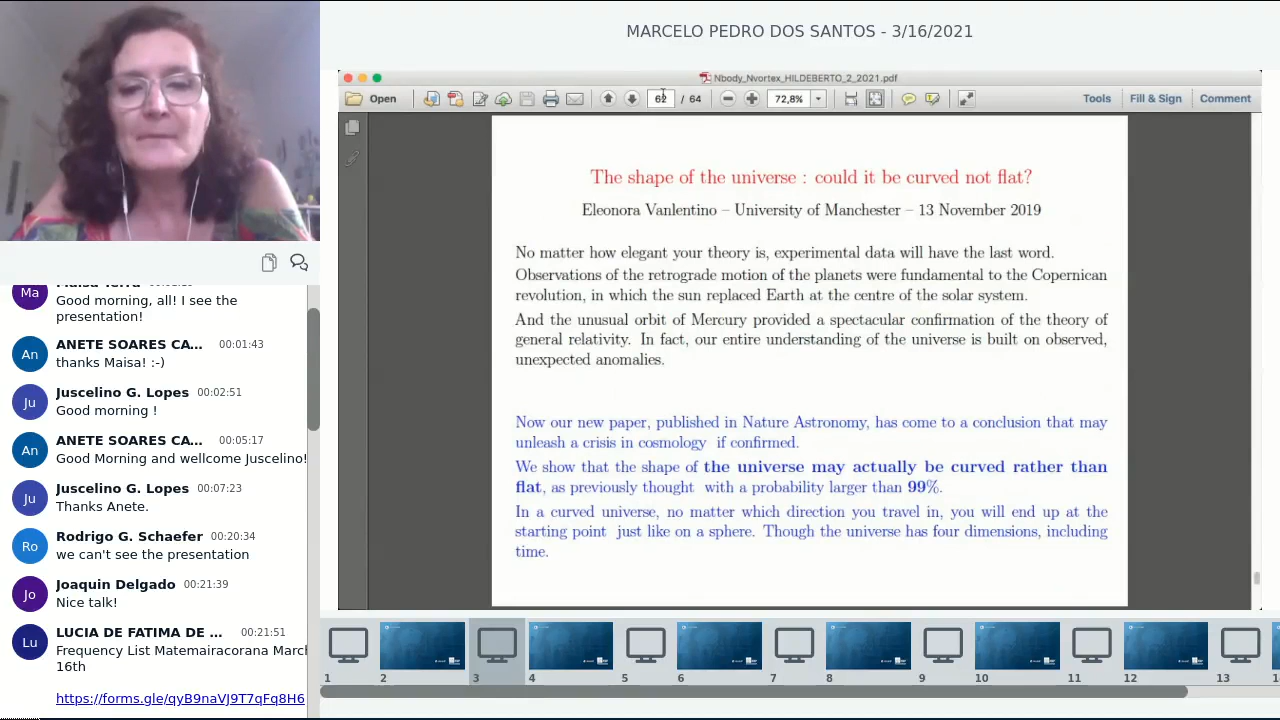 MARCELO PEDRO DOS SANTOS - 3/16/2021
Nbody_Nvortex_HILDEBERTO_2_2021.pdf
Open 62 / 64 72,8% Tools Fill & Sign Comment
The shape of the universe : could it be curved not flat?
Eleonora Vanlentino – University of Manchester – 13 November 2019
No matter how elegant your theory is, experimental data will have the last word.
Observations of the retrograde motion of the planets were fundamental to the Copernican
revolution, in which the sun replaced Earth at the centre of the solar system.
And the unusual orbit of Mercury provided a spectacular confirmation of the theory of
general relativity. In fact, our entire understanding of the universe is built on observed,
unexpected anomalies.
Now our new paper, published in Nature Astronomy, has come to a conclusion that may
unleash a crisis in cosmology if confirmed.
We show that the shape of the universe may actually be curved rather than
flat, as previously thought with a probability larger than 99%.
In a curved universe, no matter which direction you travel in, you will end up at the
starting point just like on a sphere. Though the universe has four dimensions, including
time.
Ma
Good morning, all! I see the
presentation!
An ANETE SOARES CA... 00:01:43
thanks Maisa! :-)
Ju Juscelino G. Lopes 00:02:51
Good morning !
An ANETE SOARES CA... 00:05:17
Good Morning and wellcome Juscelino!
Ju Juscelino G. Lopes 00:07:23
Thanks Anete.
Ro Rodrigo G. Schaefer 00:20:34
we can't see the presentation
Jo Joaquin Delgado 00:21:39
Nice talk!
Lu LUCIA DE FATIMA DE ... 00:21:51
Frequency List Matemairacorana March
16th
https://forms.gle/qyB9naVJ9T7qFq8H6
1 2 3 4 5 6 7 8 9 10 11 12 13